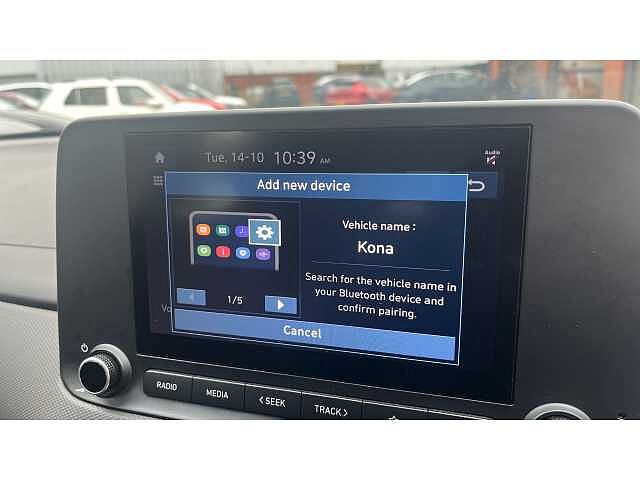 Tue, 14-10 10:39 AM
Audio
Add new device
Vehicle name :
Kona
Search for the vehicle name in
your Bluetooth device and
confirm pairing.
1/5
Vo
Cancel
RADIO
MEDIA
< SEEK
TRACK >